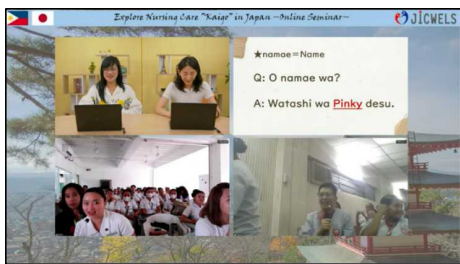 Explore Nursing Care "Kaigo" in Japan —Online Seminar—
JICWELS
★namae=Name
Q: O namae wa?
A: Watashi wa Pinky desu.